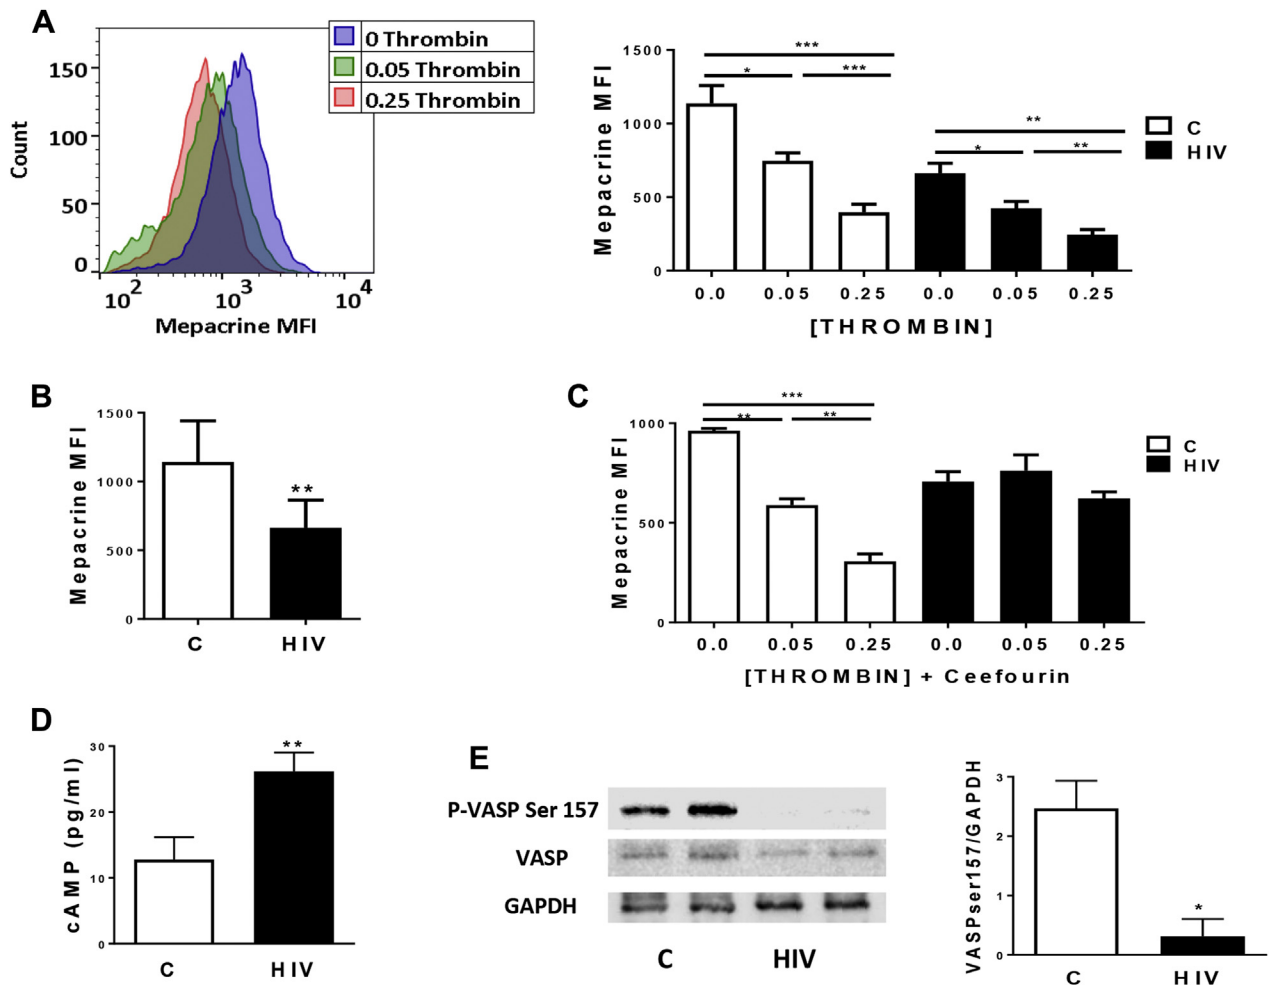 A
0 Thrombin
0.05 Thrombin
0.25 Thrombin
150
100
50
0
Count
10^2 10^3 10^4
Mepacrine MFI
***
* ***
**
* **
1500
1000
500
0
Mepacrine MFI
C
HIV
0.0 0.05 0.25 0.0 0.05 0.25
[THROMBIN]
B
1500
1000
500
0
Mepacrine MFI
**
C HIV
C
***
** **
1000
500
0
Mepacrine MFI
C
HIV
0.0 0.05 0.25 0.0 0.05 0.25
[THROMBIN] + Ceefourin
D
30
20
10
0
cAMP (pg/ml)
**
C HIV
E
P-VASP Ser 157
VASP
GAPDH
C HIV
3
2
1
0
VASPser157/GAPDH
*
C HIV